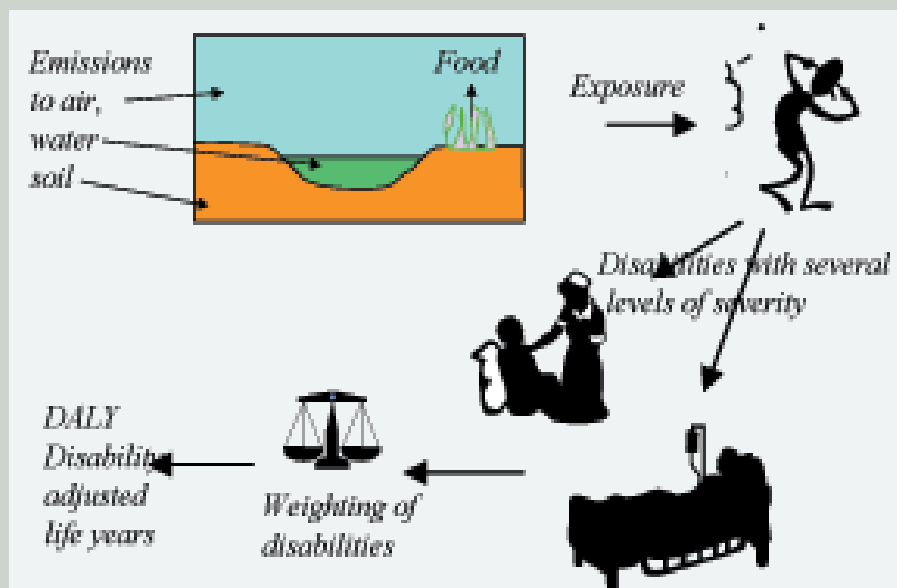 Emissions
to air,
water
soil
Food
Exposure
Disabilities with several
levels of severity
DALY
Disability
adjusted
life years
Weighting of
disabilities